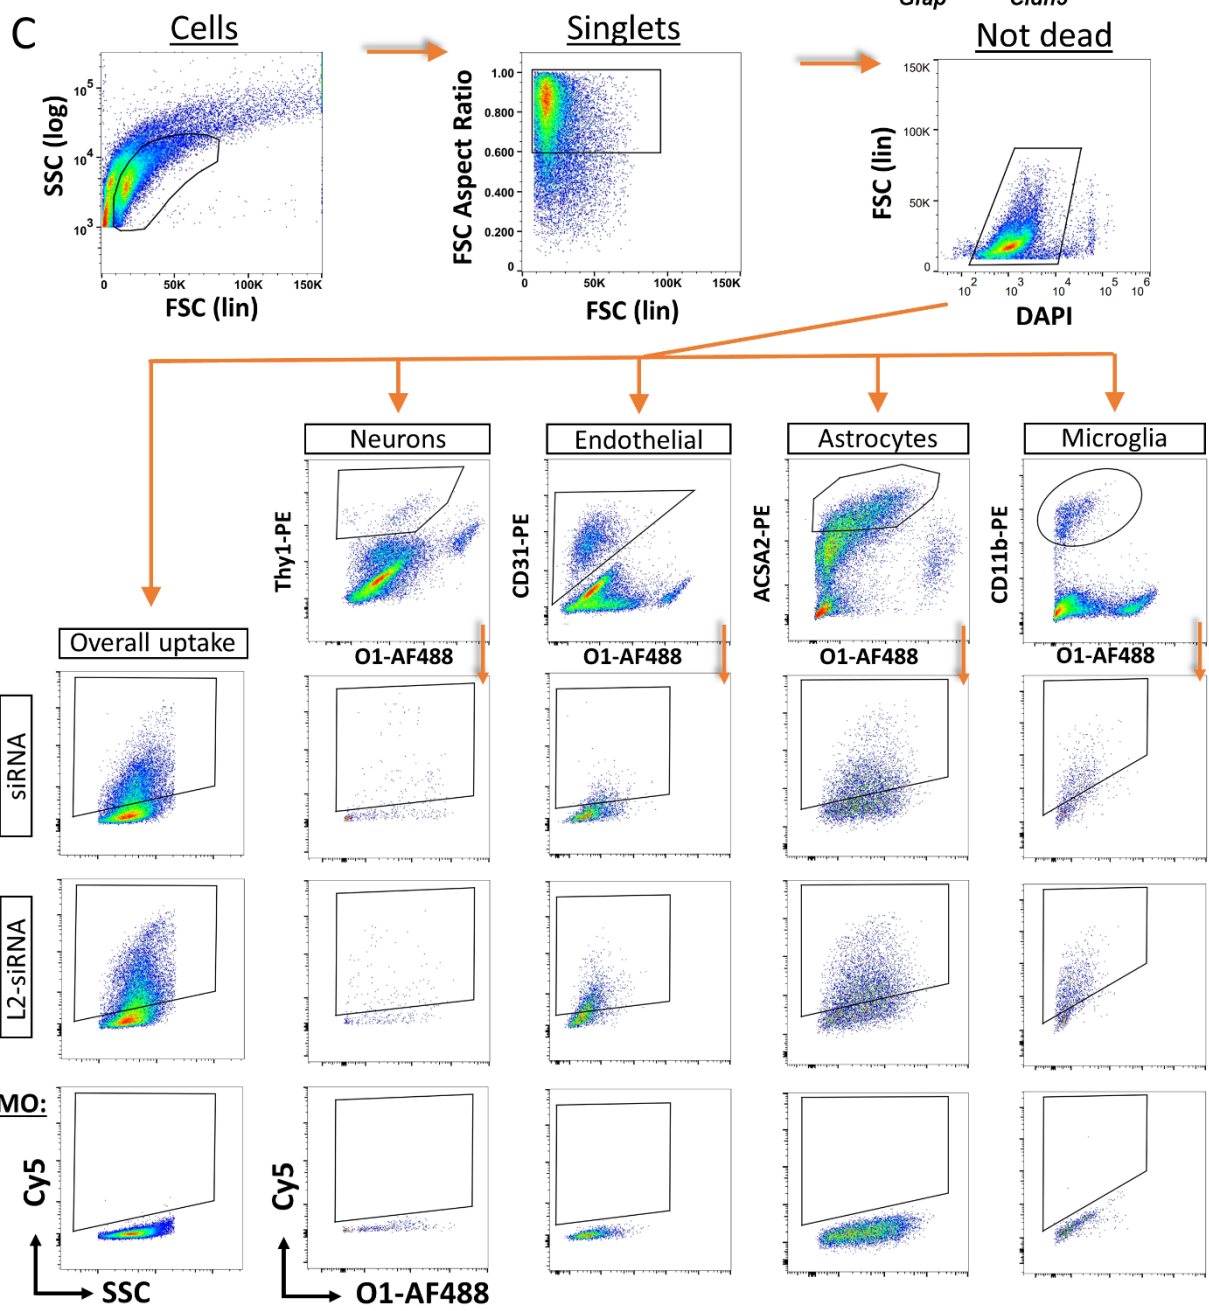 Gfap Cldn5
C
Cells
Singlets
Not dead
SSC (log)
10^5
10^4
10^3
0 50K 100K 150K
FSC (lin)
FSC Aspect Ratio
1.00
0.800
0.600
0.400
0.200
0
0 50K 100K 150K
FSC (lin)
FSC (lin)
150K
100K
50K
0
10^2 10^3 10^4 10^5 10^6
DAPI
Neurons
Endothelial
Astrocytes
Microglia
Thy1-PE
CD31-PE
ACSA2-PE
CD11b-PE
O1-AF488
O1-AF488
O1-AF488
O1-AF488
Overall uptake
siRNA
L2-siRNA
MO:
Cy5
SSC
Cy5
O1-AF488